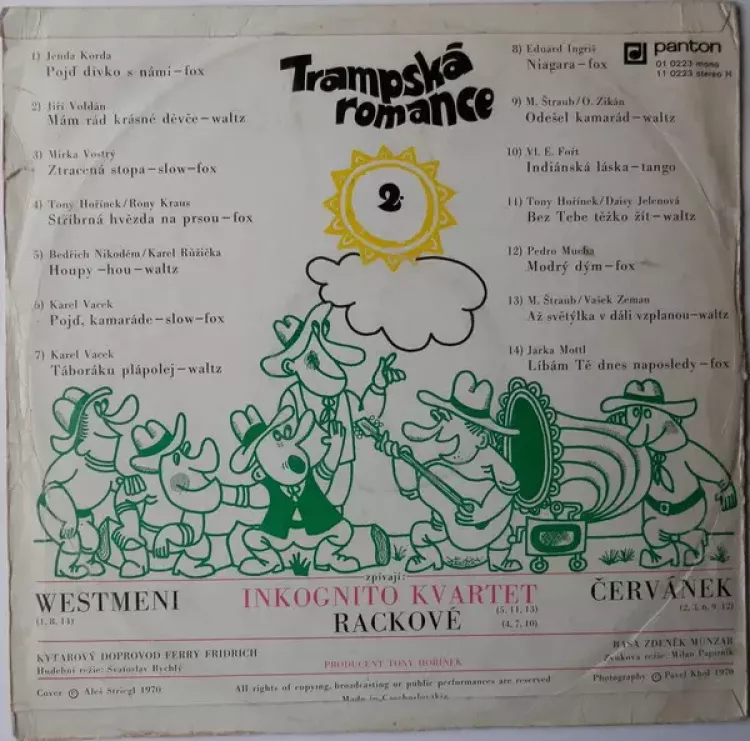 Trampská
romance
2.
panton
01 0223 mono
11 0223 stereo H
1) Jenda Korda
Pojď dívko s námi – fox
2) Jiří Voldán
Mám rád krásné děvče – waltz
3) Mirka Vostrý
Ztracená stopa – slow – fox
4) Tony Hořínek/Rony Kraus
Stříbrná hvězda na prsou – fox
5) Bedřich Nikodém/Karel Růžička
Houpy – hou – waltz
6) Karel Vacek
Pojď, kamaráde – slow – fox
7) Karel Vacek
Táboráku plápolej – waltz
8) Eduard Ingriš
Niagara – fox
9) M. Štraub/O. Zikán
Odešel kamarád – waltz
10) Vl. E. Fořt
Indiánská láska – tango
11) Tony Hořínek/Daisy Jelenová
Bez Tebe těžko žít – waltz
12) Pedro Mucha
Modrý dým – fox
13) M. Štraub/Vašek Zeman
Až světýlka v dáli vzplanou – waltz
14) Jarka Mottl
Líbám Tě dnes naposledy – fox
zpívají:
WESTMENI
(1, 8, 14)
INKOGNITO KVARTET
(5, 11, 13)
RACKOVÉ
(4, 7, 10)
ČERVÁNEK
(2, 3, 6, 9, 12)
KYTAROVÝ DOPROVOD FERRY FRIDRICH
Hudební režie: Svatoslav Rychlý
PRODUCENT TONY HOŘÍNEK
BASA ZDENĚK MÜNZAR
Zvuková režie: Milan Papírník
Cover © Aleš Striegl 1970
All rights of copying, broadcasting or public performances are reserved
Made in Czechoslovakia
Photography © Pavel Khol 1970